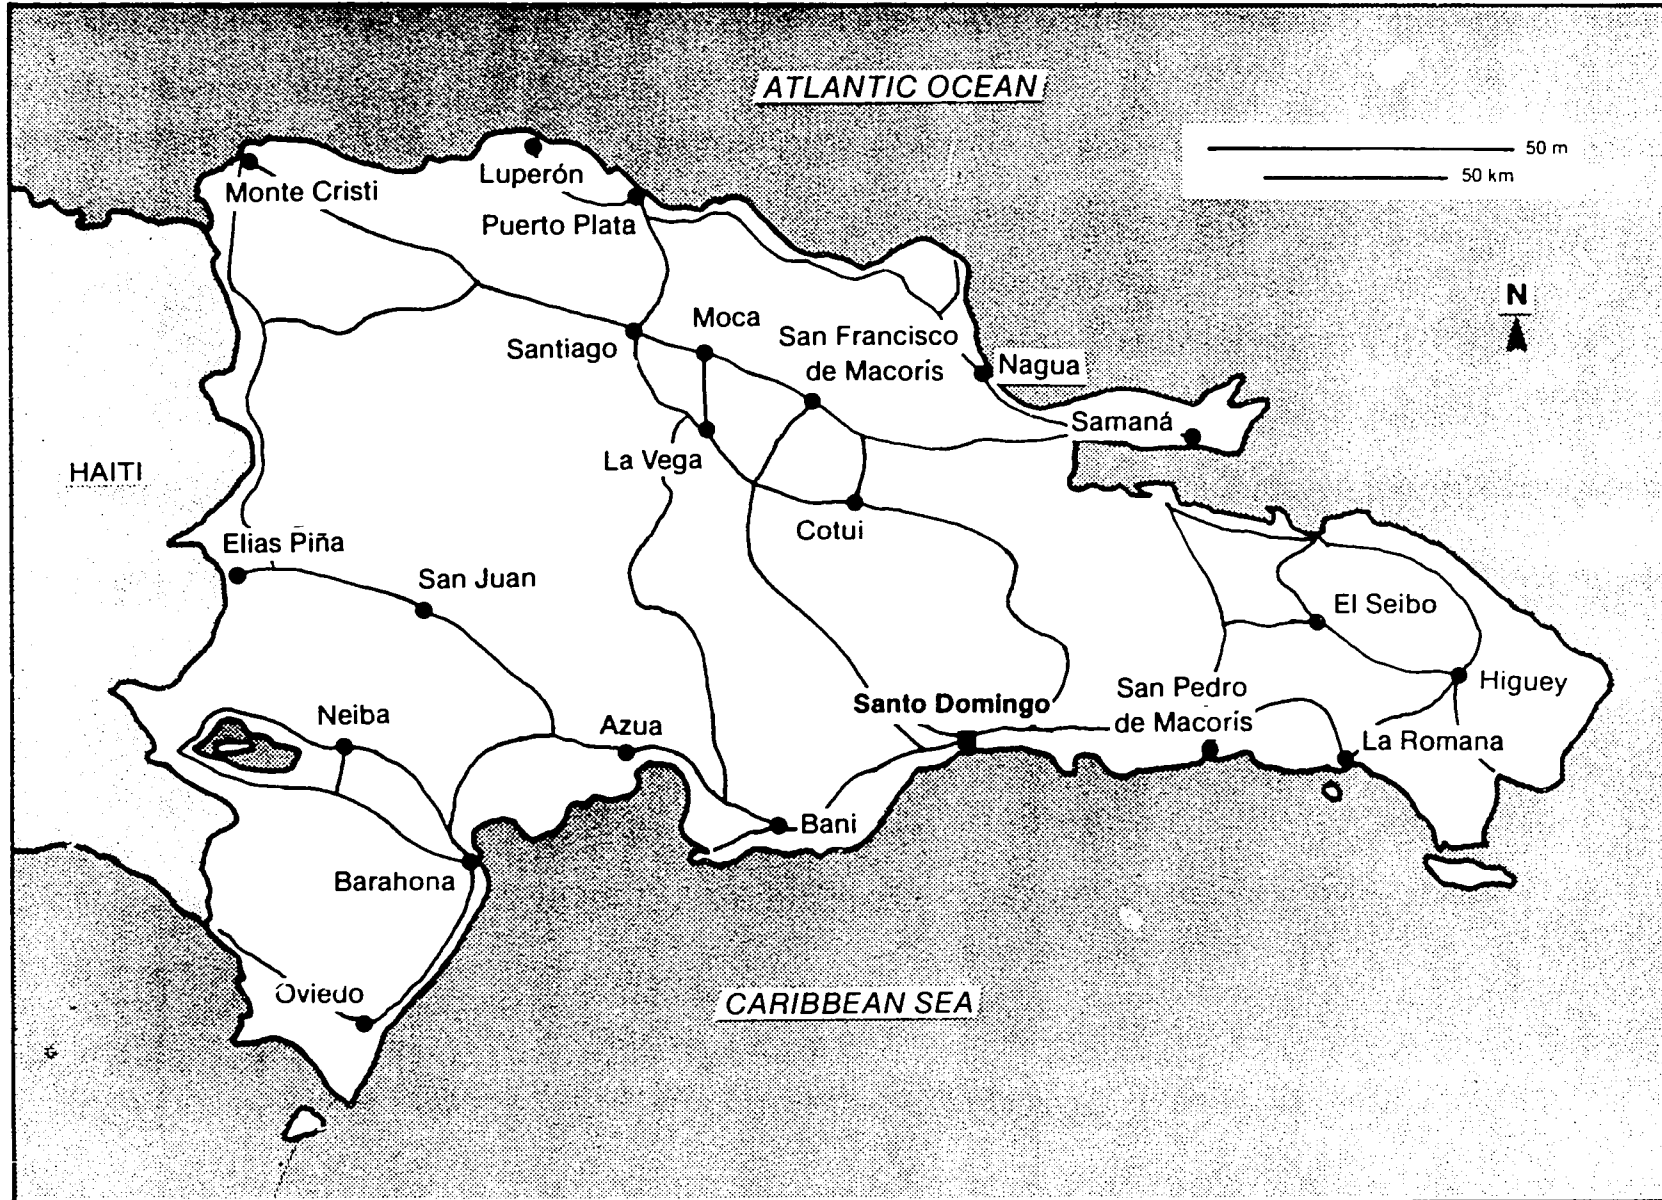 ATLANTIC OCEAN
50 m
50 km
Luperón
Monte Cristi
Puerto Plata
N
Moca
San Francisco
de Macoris
Santiago
Nagua
Samaná
HAITI
La Vega
Cotui
Elias Piña
San Juan
El Seibo
Higuey
San Pedro
de Macoris
Santo Domingo
Neiba
Azua
La Romana
Bani
Barahona
Oviedo
CARIBBEAN SEA